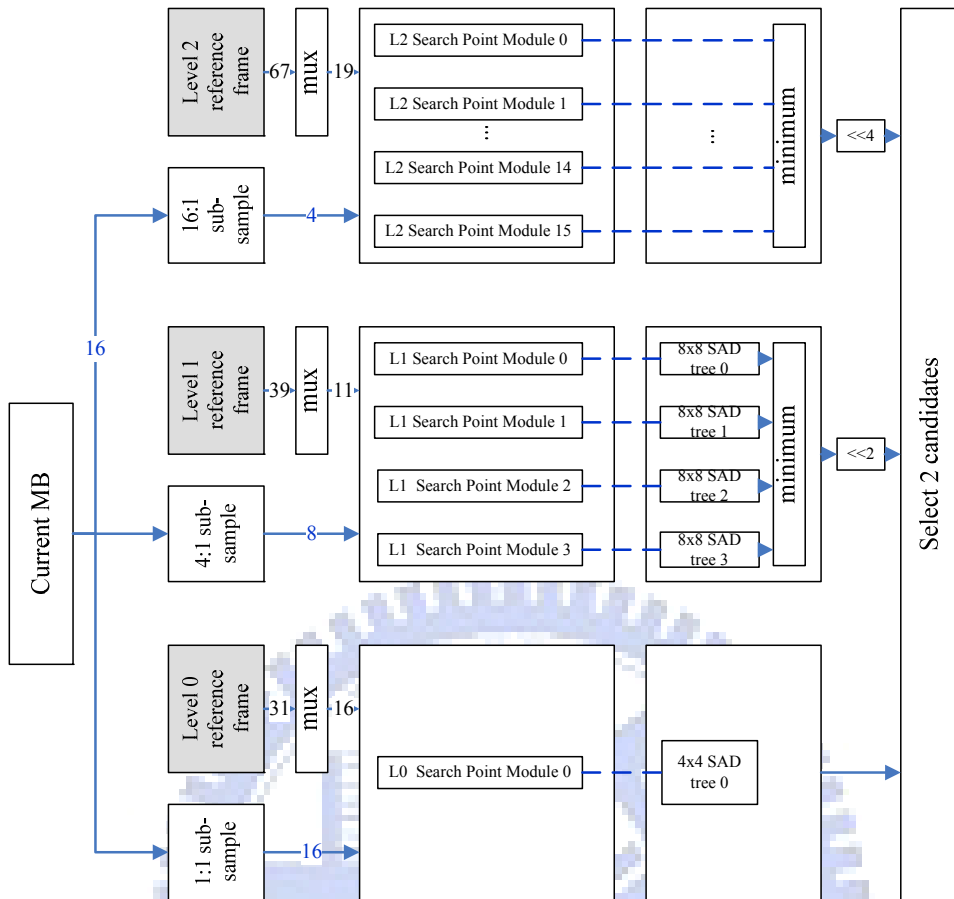 Current MB
16
Level 2
reference
frame
67
mux
19
16:1
sub-
sample
4
L2 Search Point Module 0
L2 Search Point Module 1
...
L2 Search Point Module 14
L2 Search Point Module 15
...
minimum
<<4
Level 1
reference
frame
39
mux
11
4:1 sub-
sample
8
L1 Search Point Module 0
L1 Search Point Module 1
L1 Search Point Module 2
L1 Search Point Module 3
8x8 SAD
tree 0
8x8 SAD
tree 1
8x8 SAD
tree 2
8x8 SAD
tree 3
minimum
<<2
Level 0
reference
frame
31
mux
16
1:1 sub-
sample
16
L0 Search Point Module 0
4x4 SAD
tree 0
Select 2 candidates